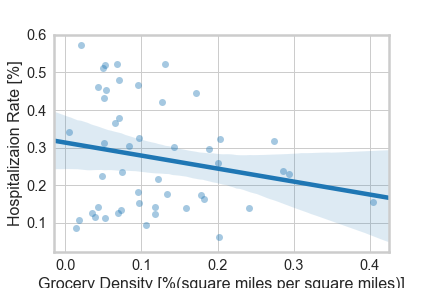 0.6
0.5
0.4
0.3
0.2
0.1
Hospitalizaion Rate [%]
0.0 0.1 0.2 0.3 0.4
Grocery Density [%(square miles per square miles)]